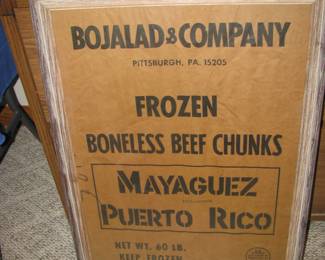 BOJALAD & COMPANY
PITTSBURGH, PA. 15205
FROZEN
BONELESS BEEF CHUNKS
MAYAGUEZ
PUERTO RICO
NET WT. 60 LB.
KEEP FROZEN